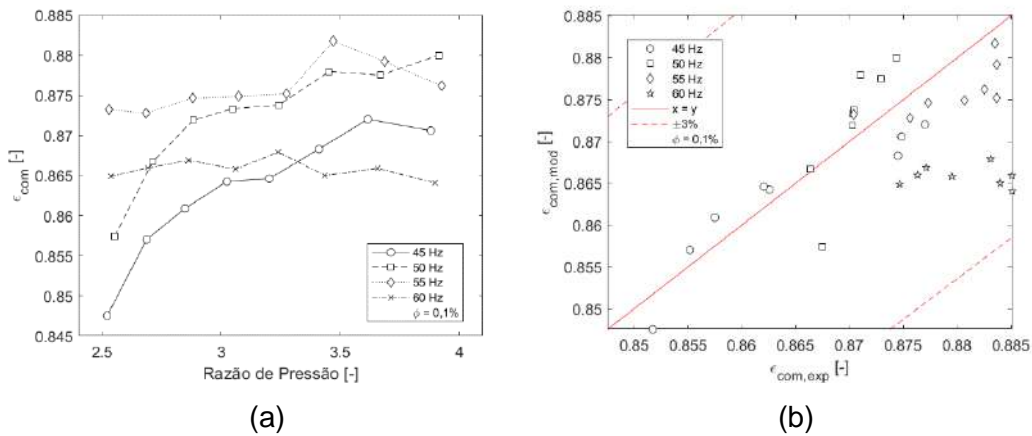 0.885
0.88
0.875
0.87
0.865
0.86
0.855
0.85
0.845
ϵcom [-]
45 Hz
50 Hz
55 Hz
60 Hz
ϕ = 0,1%
2.5 3 3.5 4
Razão de Pressão [-]
(a)
0.885
0.88
0.875
0.87
0.865
0.86
0.855
0.85
ϵcom,mod [-]
45 Hz
50 Hz
55 Hz
60 Hz
x = y
±3%
ϕ = 0,1%
0.85 0.855 0.86 0.865 0.87 0.875 0.88 0.885
ϵcom,exp [-]
(b)